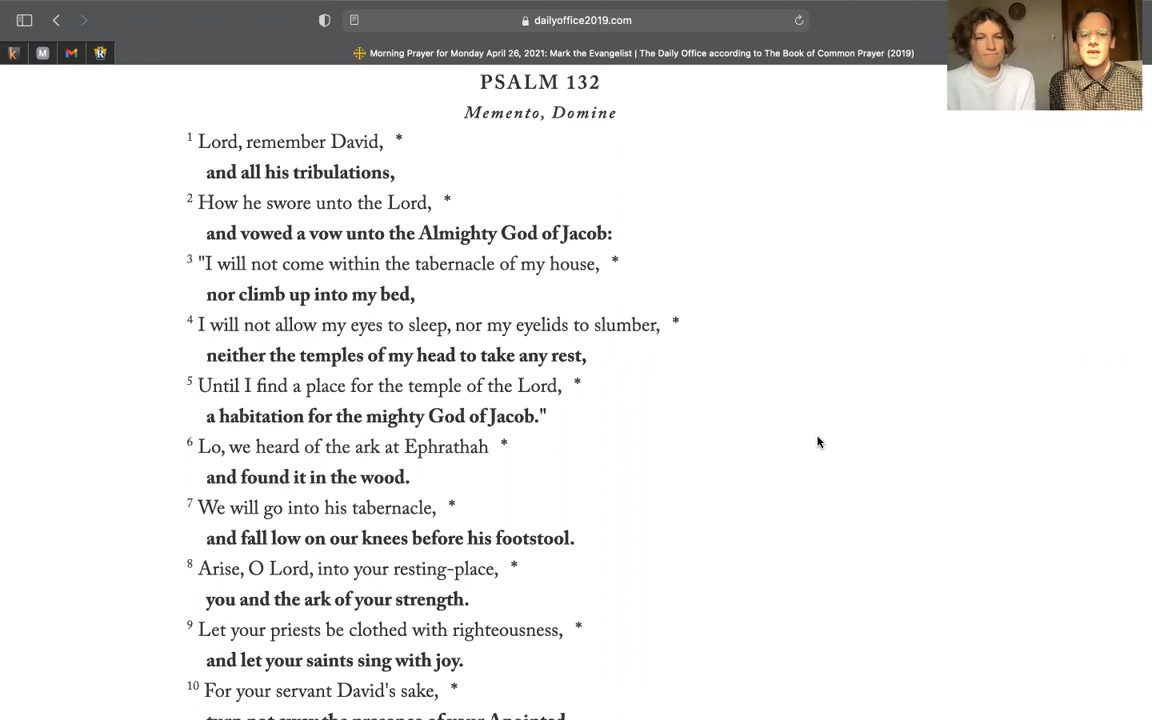 dailyoffice2019.com
K M
Morning Prayer for Monday April 26, 2021: Mark the Evangelist | The Daily Office according to The Book of Common Prayer (2019)
PSALM 132
Memento, Domine
1 Lord, remember David, *
and all his tribulations,
2 How he swore unto the Lord, *
and vowed a vow unto the Almighty God of Jacob:
3 "I will not come within the tabernacle of my house, *
nor climb up into my bed,
4 I will not allow my eyes to sleep, nor my eyelids to slumber, *
neither the temples of my head to take any rest,
5 Until I find a place for the temple of the Lord, *
a habitation for the mighty God of Jacob."
6 Lo, we heard of the ark at Ephrathah *
and found it in the wood.
7 We will go into his tabernacle, *
and fall low on our knees before his footstool.
8 Arise, O Lord, into your resting-place, *
you and the ark of your strength.
9 Let your priests be clothed with righteousness, *
and let your saints sing with joy.
10 For your servant David's sake, *
turn not away the presence of your Anointed.